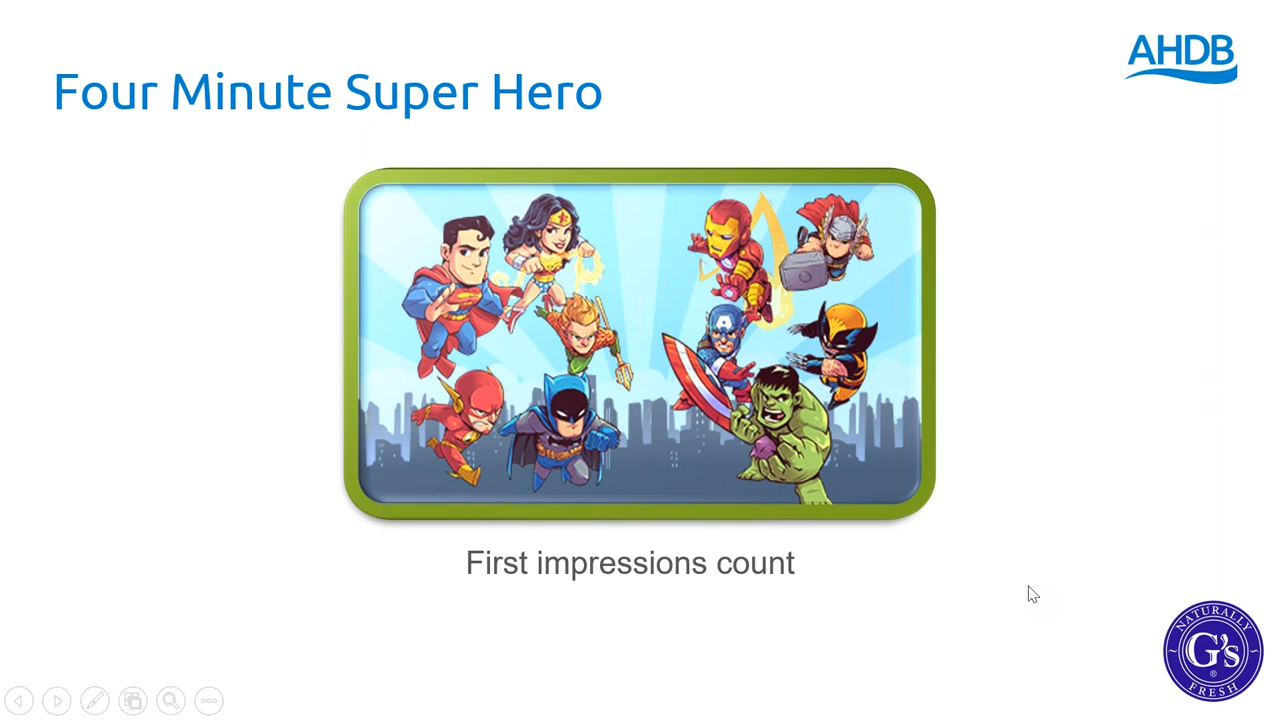 AHDB
Four Minute Super Hero
First impressions count
NATURALLY
G's
®
FRESH